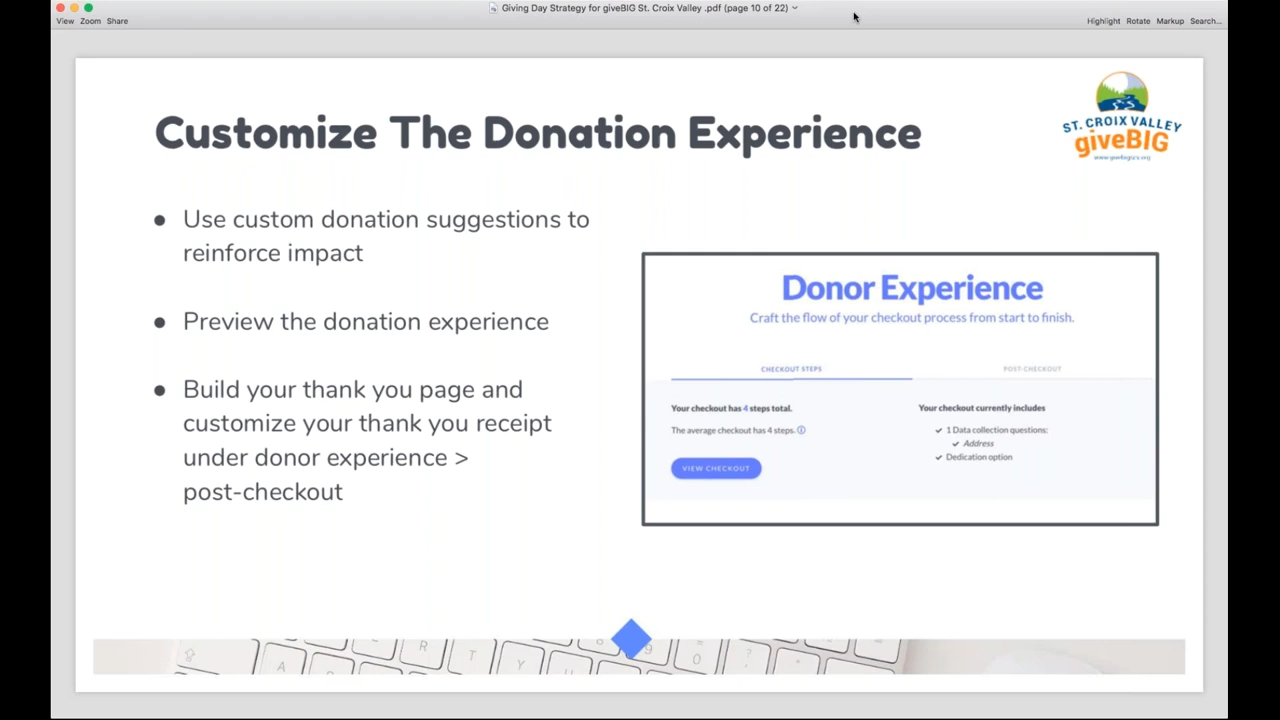 Giving Day Strategy for giveBIG St. Croix Valley .pdf (page 10 of 22)
View Zoom Share
Highlight Rotate Markup Search...
Customize The Donation Experience
ST. CROIX VALLEY
giveBIG
● Use custom donation suggestions to
reinforce impact
● Preview the donation experience
● Build your thank you page and
customize your thank you receipt
under donor experience >
post-checkout
Donor Experience
Craft the flow of your checkout process from start to finish.
CHECKOUT STEPS
POST-CHECKOUT
Your checkout has 4 steps total.
The average checkout has 4 steps.
VIEW CHECKOUT
Your checkout currently includes
✓ 1 Data collection questions:
✓ Address
✓ Dedication option
R
8
9
A
T
Y
U
0
?